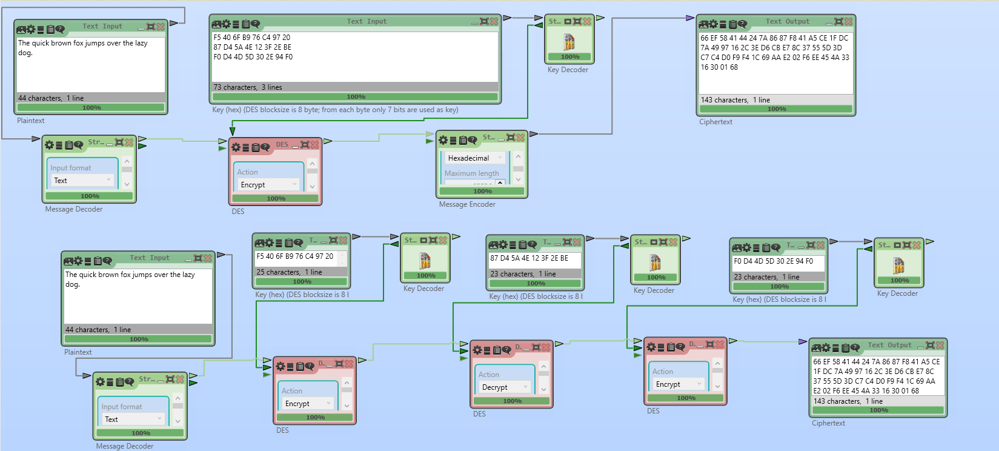 Text Input
The quick brown fox jumps over the lazy
dog.
44 characters,  1 line
100%
Plaintext
Text Input
F5 40 6F B9 76 C4 97 20
87 D4 5A 4E 12 3F 2E BE
F0 D4 4D 5D 30 2E 94 F0
73 characters,  3 lines
100%
Key (hex) (DES blocksize is 8 byte; from each byte only 7 bits are used as key)
St...
100%
Key Decoder
Text Output
66 EF 58 41 44 24 7A 86 87 F8 41 A5 CE 1F DC
7A 49 97 16 2C 3E D6 CB E7 8C 37 55 5D 3D
C7 C4 D0 F9 F4 1C 69 AA E2 02 F6 EE 45 4A 33
16 30 01 68
143 characters,  1 line
100%
Ciphertext
Str...
Input format
Text
100%
Message Decoder
DES
Action
Encrypt
100%
DES
St...
Hexadecimal
Maximum length
100%
Message Encoder
Text Input
The quick brown fox jumps over the lazy
dog.
44 characters,  1 line
100%
Plaintext
T...
F5 40 6F B9 76 C4 97 20
25 characters,  1 line
100%
Key (hex) (DES blocksize is 8
St...
100%
Key Decoder
T...
87 D4 5A 4E 12 3F 2E BE
23 characters,  1 line
100%
Key (hex) (DES blocksize is 8
St...
100%
Key Decoder
T...
F0 D4 4D 5D 30 2E 94 F0
23 characters,  1 line
100%
Key (hex) (DES blocksize is 8
St...
100%
Key Decoder
Str...
Input format
Text
100%
Message Decoder
D...
Action
Encrypt
100%
DES
D...
Action
Decrypt
100%
DES
D...
Action
Encrypt
100%
DES
Text Output
66 EF 58 41 44 24 7A 86 87 F8 41 A5 CE
1F DC 7A 49 97 16 2C 3E D6 CB E7 8C
37 55 5D 3D C7 C4 D0 F9 F4 1C 69 AA
E2 02 F6 EE 45 4A 33 16 30 01 68
143 characters,  1 line
100%
Ciphertext